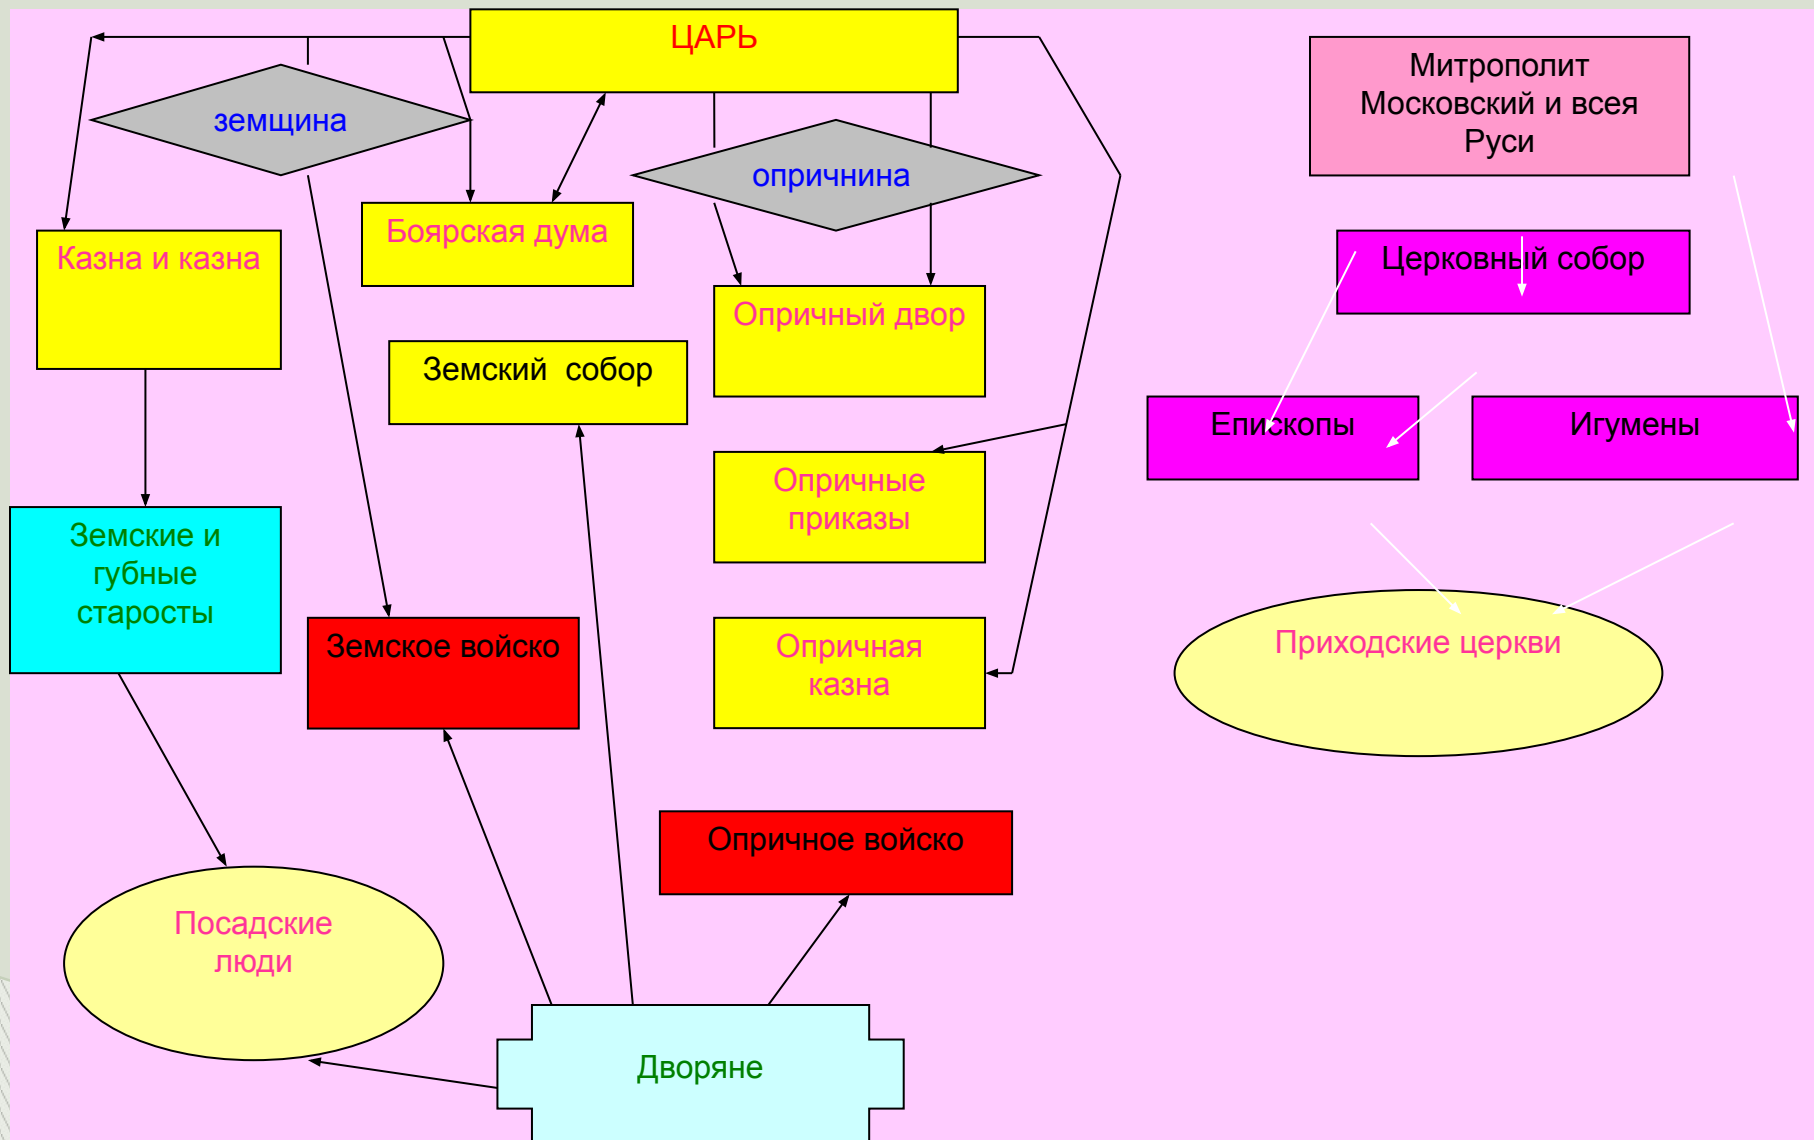 ЦАРЬ
Митрополит
Московский и всея
Руси
земщина
опричнина
Боярская дума
Казна и казна
Церковный собор
Опричный двор
Земский собор
Епископы
Игумены
Опричные
приказы
Земские и
губные
старосты
Земское войско
Опричная
казна
Приходские церкви
Опричное войско
Посадские
люди
Дворяне